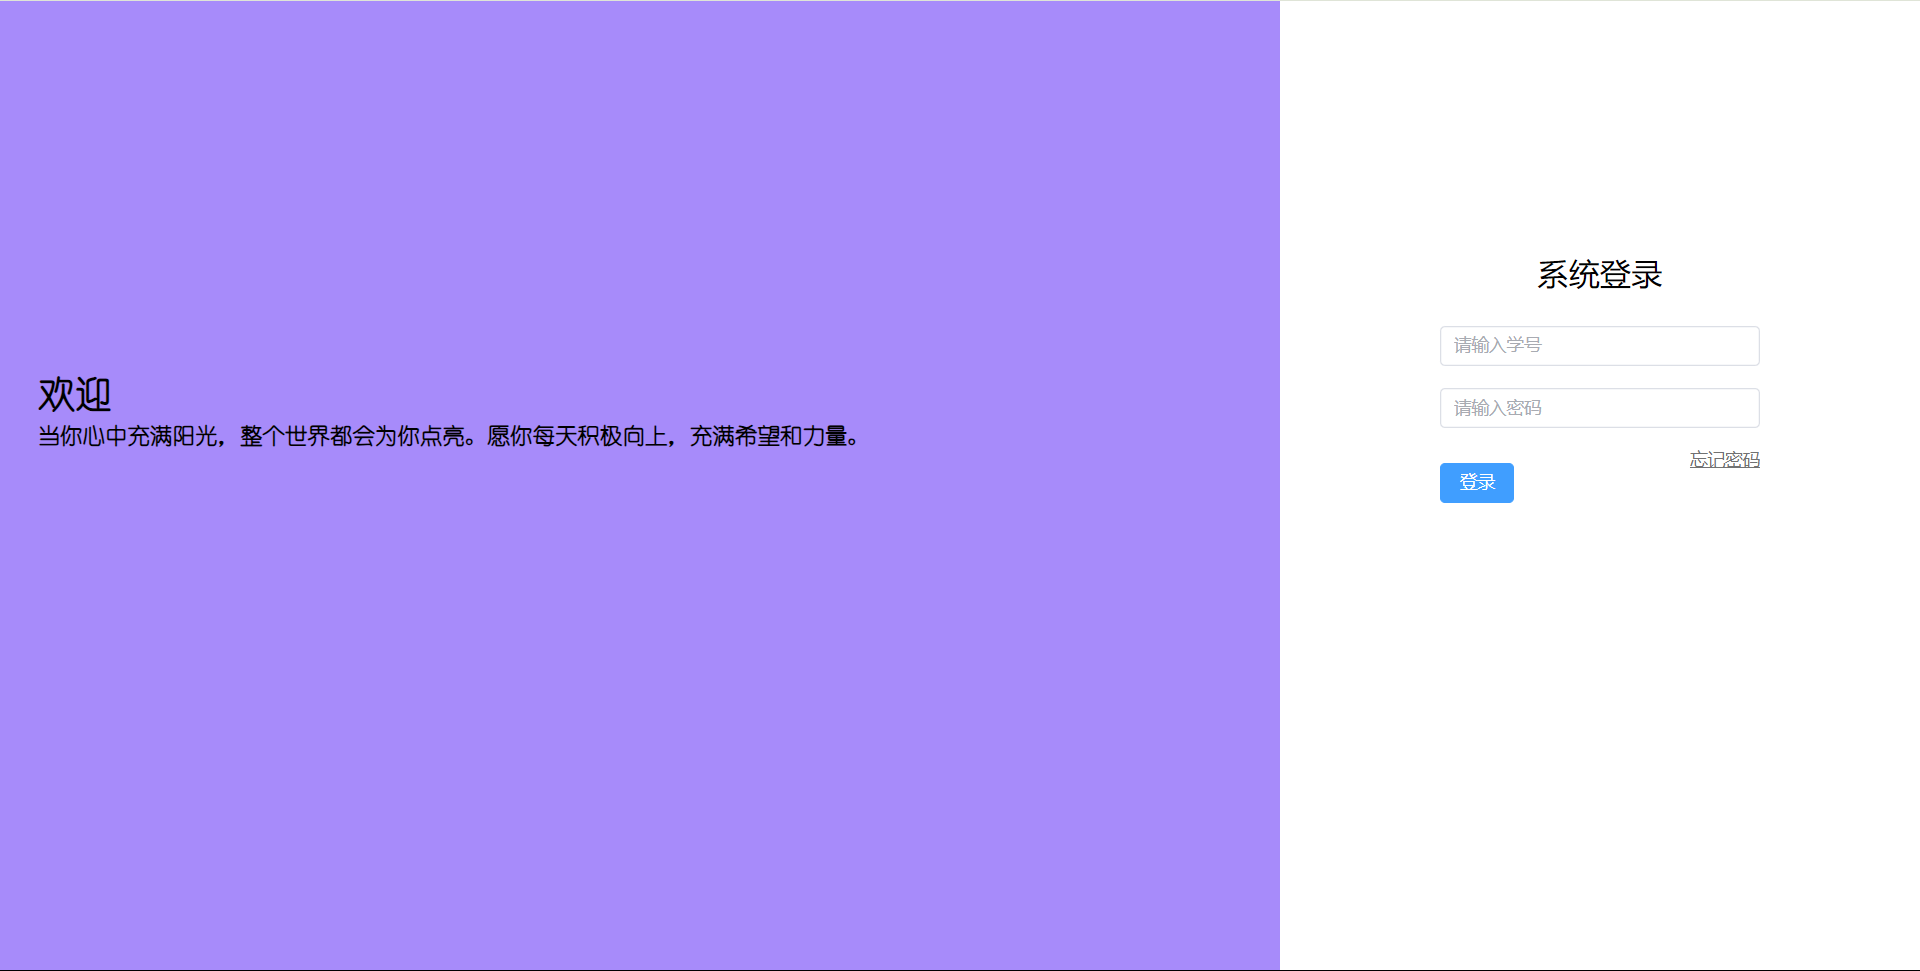 欢迎
当你心中充满阳光，整个世界都会为你点亮。愿你每天积极向上，充满希望和力量。
系统登录
请输入学号
请输入密码
忘记密码
登录